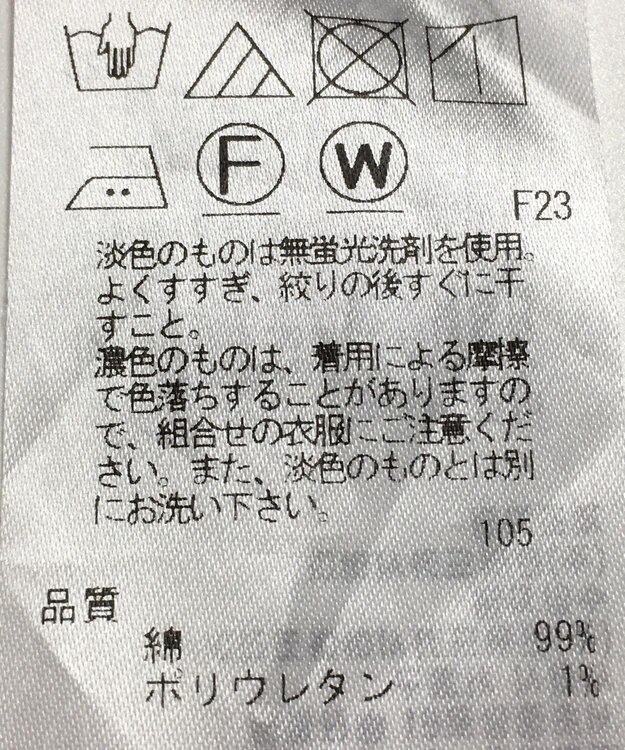 F
W
F23
淡色のものは無蛍光洗剤を使用。
よくすすぎ、絞りの後すぐに干
すこと。
濃色のものは、着用による摩擦
で色落ちすることがありますの
で、組合せの衣服にご注意くだ
さい。また、淡色のものとは別
にお洗い下さい。
105
品質
綿 99%
ポリウレタン 1%